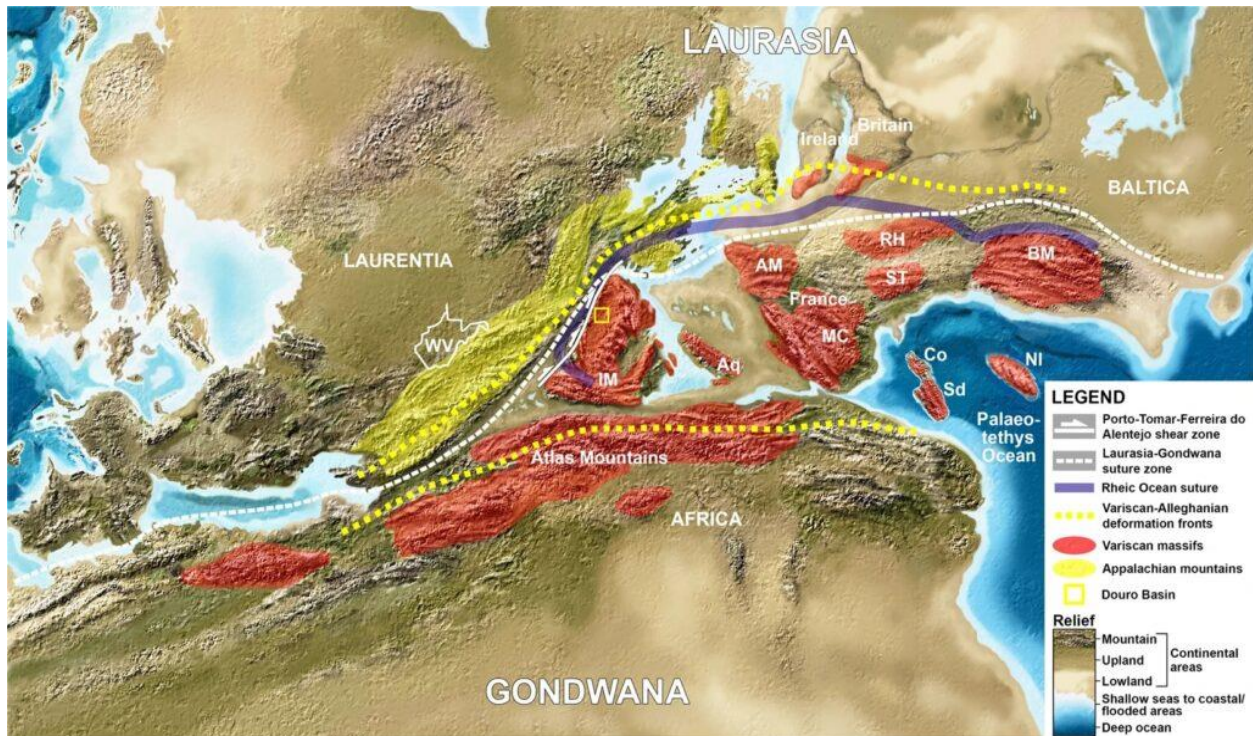 LAURASIA
Ireland
Britain
BALTICA
LAURENTIA
RH
BM
AM
ST
France
WV
MC
IM
Aq
Co
Sd
NI
Palaeo-
tethys
Ocean
Atlas Mountains
AFRICA
GONDWANA
LEGEND
Porto-Tomar-Ferreira do
Alentejo shear zone
Laurasia-Gondwana
suture zone
Rheic Ocean suture
Variscan-Alleghanian
deformation fronts
Variscan massifs
Appalachian mountains
Douro Basin
Relief
Mountain
Upland
Lowland
Continental
areas
Shallow seas to coastal/
flooded areas
Deep ocean